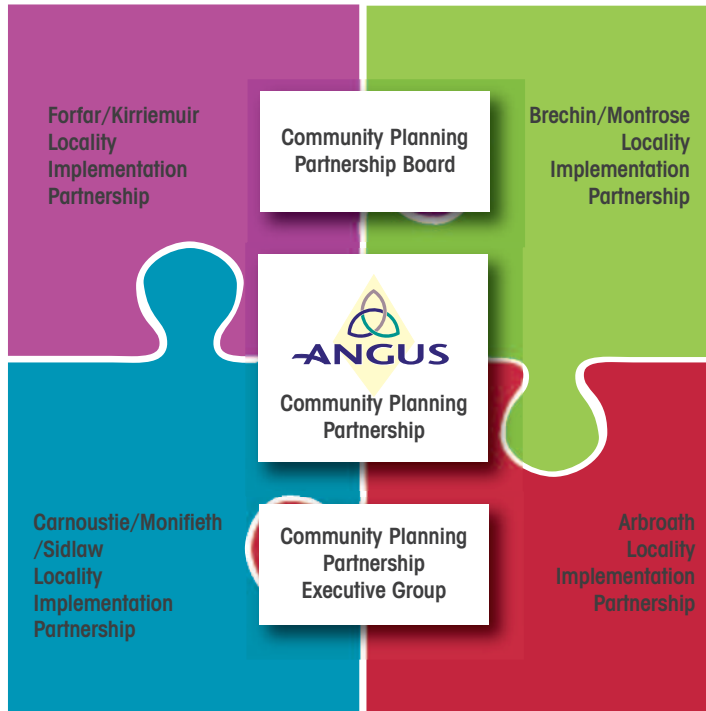 Forfar/Kirriemuir
Locality
Implementation
Partnership
Community Planning
Partnership Board
Brechin/Montrose
Locality
Implementation
Partnership
ANGUS
Community Planning
Partnership
Carnoustie/Monifieth
/Sidlaw
Locality
Implementation
Partnership
Community Planning
Partnership
Executive Group
Arbroath
Locality
Implementation
Partnership